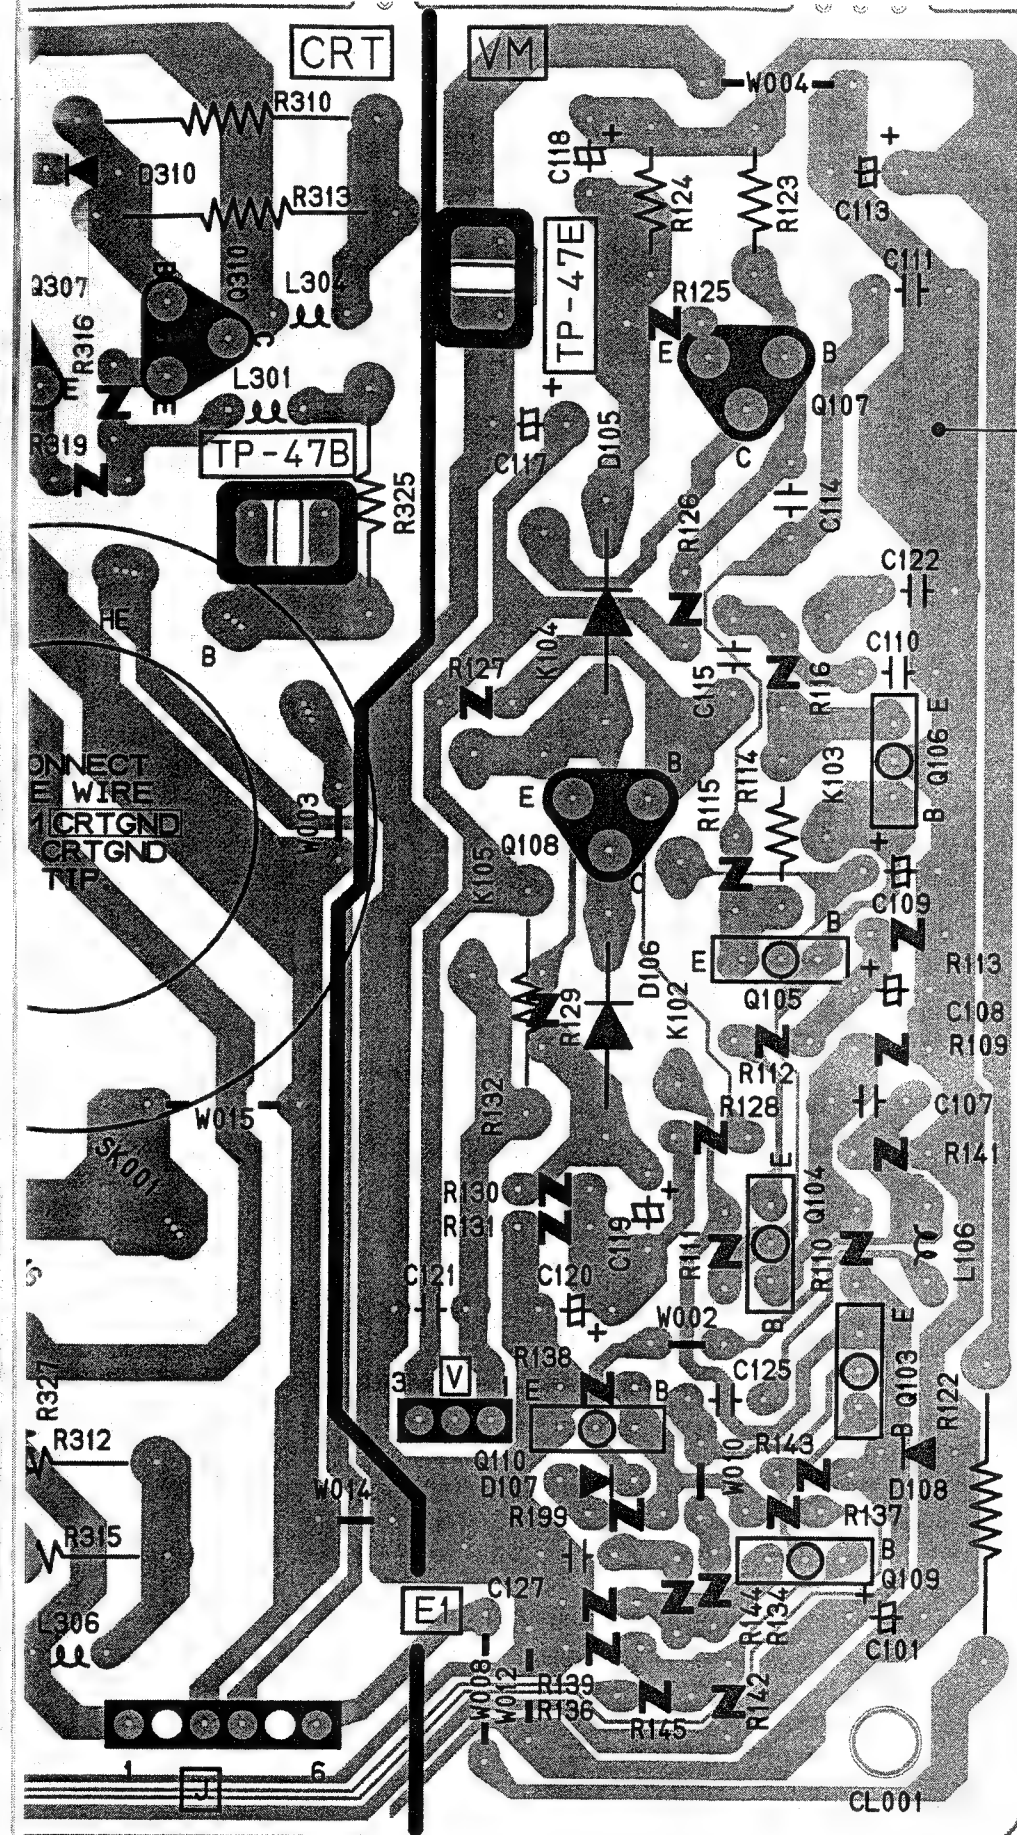 CRT
VM
W004
R310
C118
D310
R124
R123
C113
R313
TP-47E
Q310
B
Q307
L304
C111
R125
R316
C
E
B
E
E
L301
Q107
R319
TP-47B
C117
D105
C
R325
R126
C114
C122
HE
B
K104
C110
R127
C115
R116
E
Q106
ONNECT
E WIRE
1 CRTGND
CRTGND
TIP
W003
E
B
R115
R114
K103
B
Q108
K105
C
C109
B
E
D106
R113
Q105
C108
R129
K102
R109
R112
R132
R128
C107
W015
SK001
R141
E
R130
Q104
R131
C119
R111
R110
L106
C121
C120
W002
B
E
R138
C125
Q103
R122
3
V
1
E
B
R327
B
R312
R143
Q110
W010
D107
D108
W014
R199
R137
R315
B
Q109
C127
E1
R144
R134
C101
L306
W008
W012
R139
R142
R136
R145
1
J
6
CL001